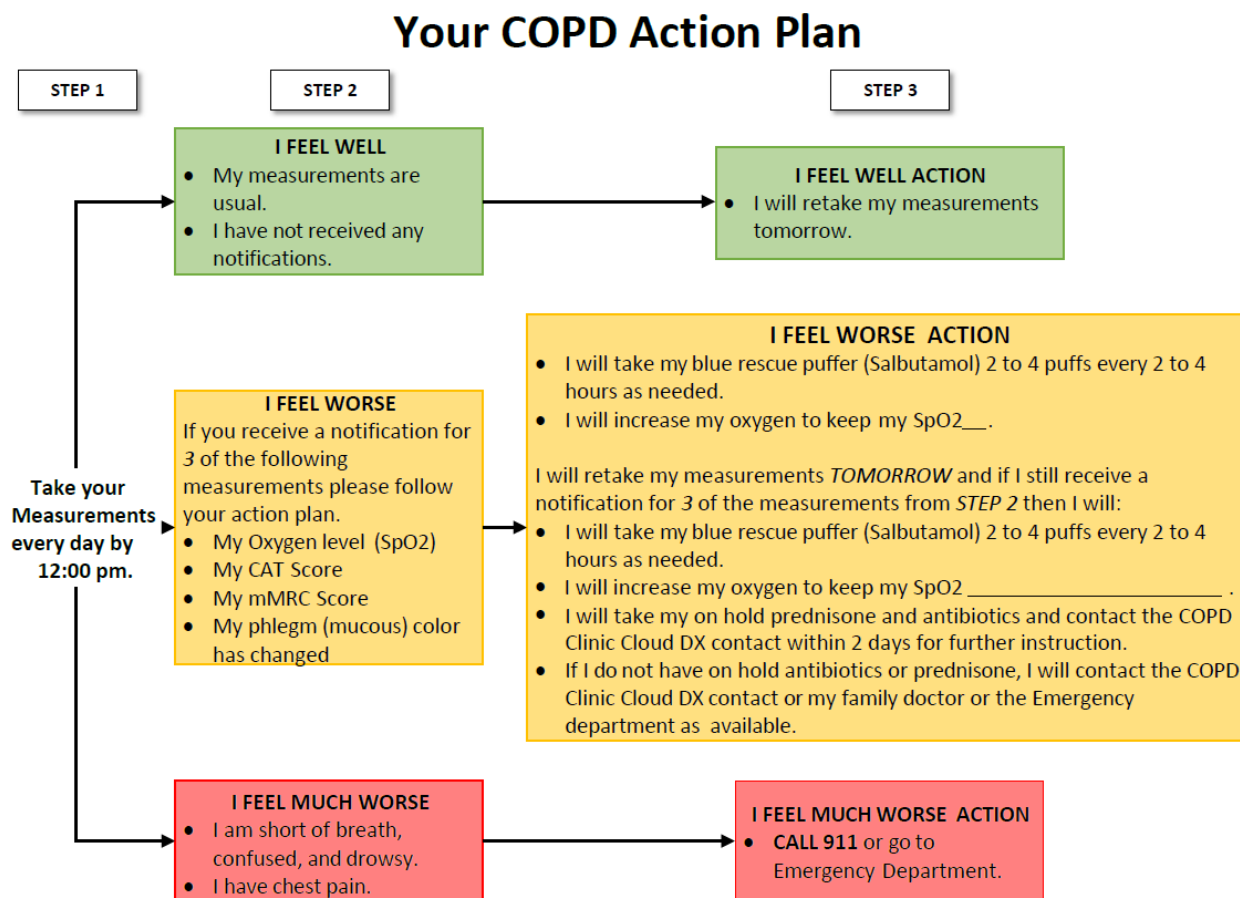 Your COPD Action Plan
STEP 1
STEP 2
STEP 3
I FEEL WELL
• My measurements are
usual.
• I have not received any
notifications.
I FEEL WELL ACTION
• I will retake my measurements
tomorrow.
Take your
Measurements
every day by
12:00 pm.
I FEEL WORSE
If you receive a notification for
3 of the following
measurements please follow
your action plan.
• My Oxygen level (SpO2)
• My CAT Score
• My mMRC Score
• My phlegm (mucous) color
has changed
I FEEL WORSE ACTION
• I will take my blue rescue puffer (Salbutamol) 2 to 4 puffs every 2 to 4
hours as needed.
• I will increase my oxygen to keep my SpO2__.
I will retake my measurements TOMORROW and if I still receive a
notification for 3 of the measurements from STEP 2 then I will:
• I will take my blue rescue puffer (Salbutamol) 2 to 4 puffs every 2 to 4
hours as needed.
• I will increase my oxygen to keep my SpO2 ______________________ .
• I will take my on hold prednisone and antibiotics and contact the COPD
Clinic Cloud DX contact within 2 days for further instruction.
• If I do not have on hold antibiotics or prednisone, I will contact the COPD
Clinic Cloud DX contact or my family doctor or the Emergency
department as available.
I FEEL MUCH WORSE
• I am short of breath,
confused, and drowsy.
• I have chest pain.
I FEEL MUCH WORSE ACTION
• CALL 911 or go to
Emergency Department.